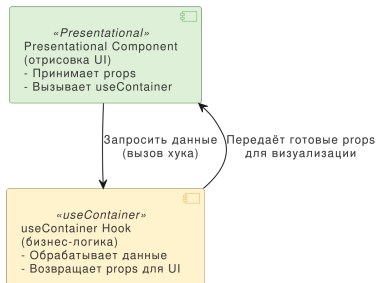 «Presentational»
Presentational Component
(отрисовка UI)
- Принимает props
- Вызывает useContainer
Запросить данные
(вызов хука)
Передаёт готовые props
для визуализации
«useContainer»
useContainer Hook
(бизнес-логика)
- Обрабатывает данные
- Возвращает props для UI